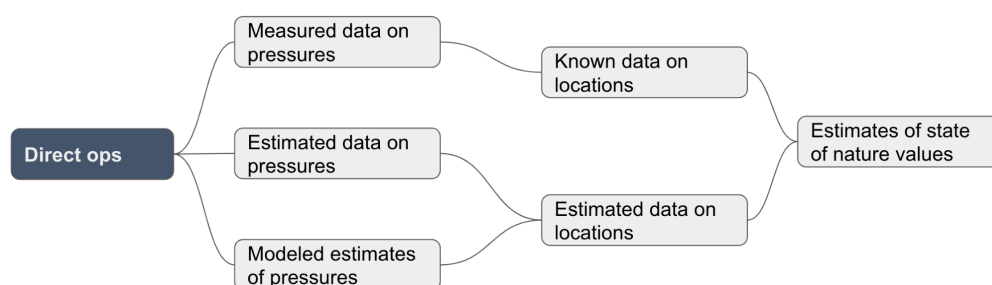 Measured data on
pressures
Known data on
locations
Direct ops
Estimated data on
pressures
Estimates of state
of nature values
Estimated data on
locations
Modeled estimates
of pressures